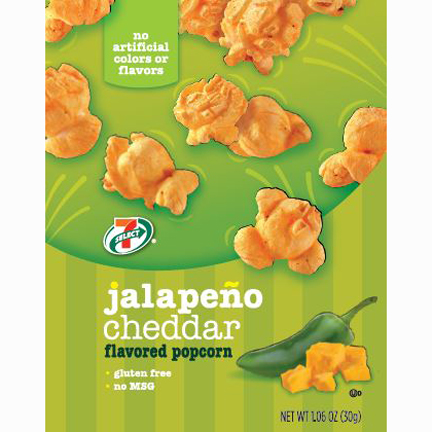 no
artificial
colors or
flavors
7
SELECT
®
jalapeño
cheddar
flavored popcorn
• gluten free
• no MSG
UD
NET WT 1.06 OZ (30g)